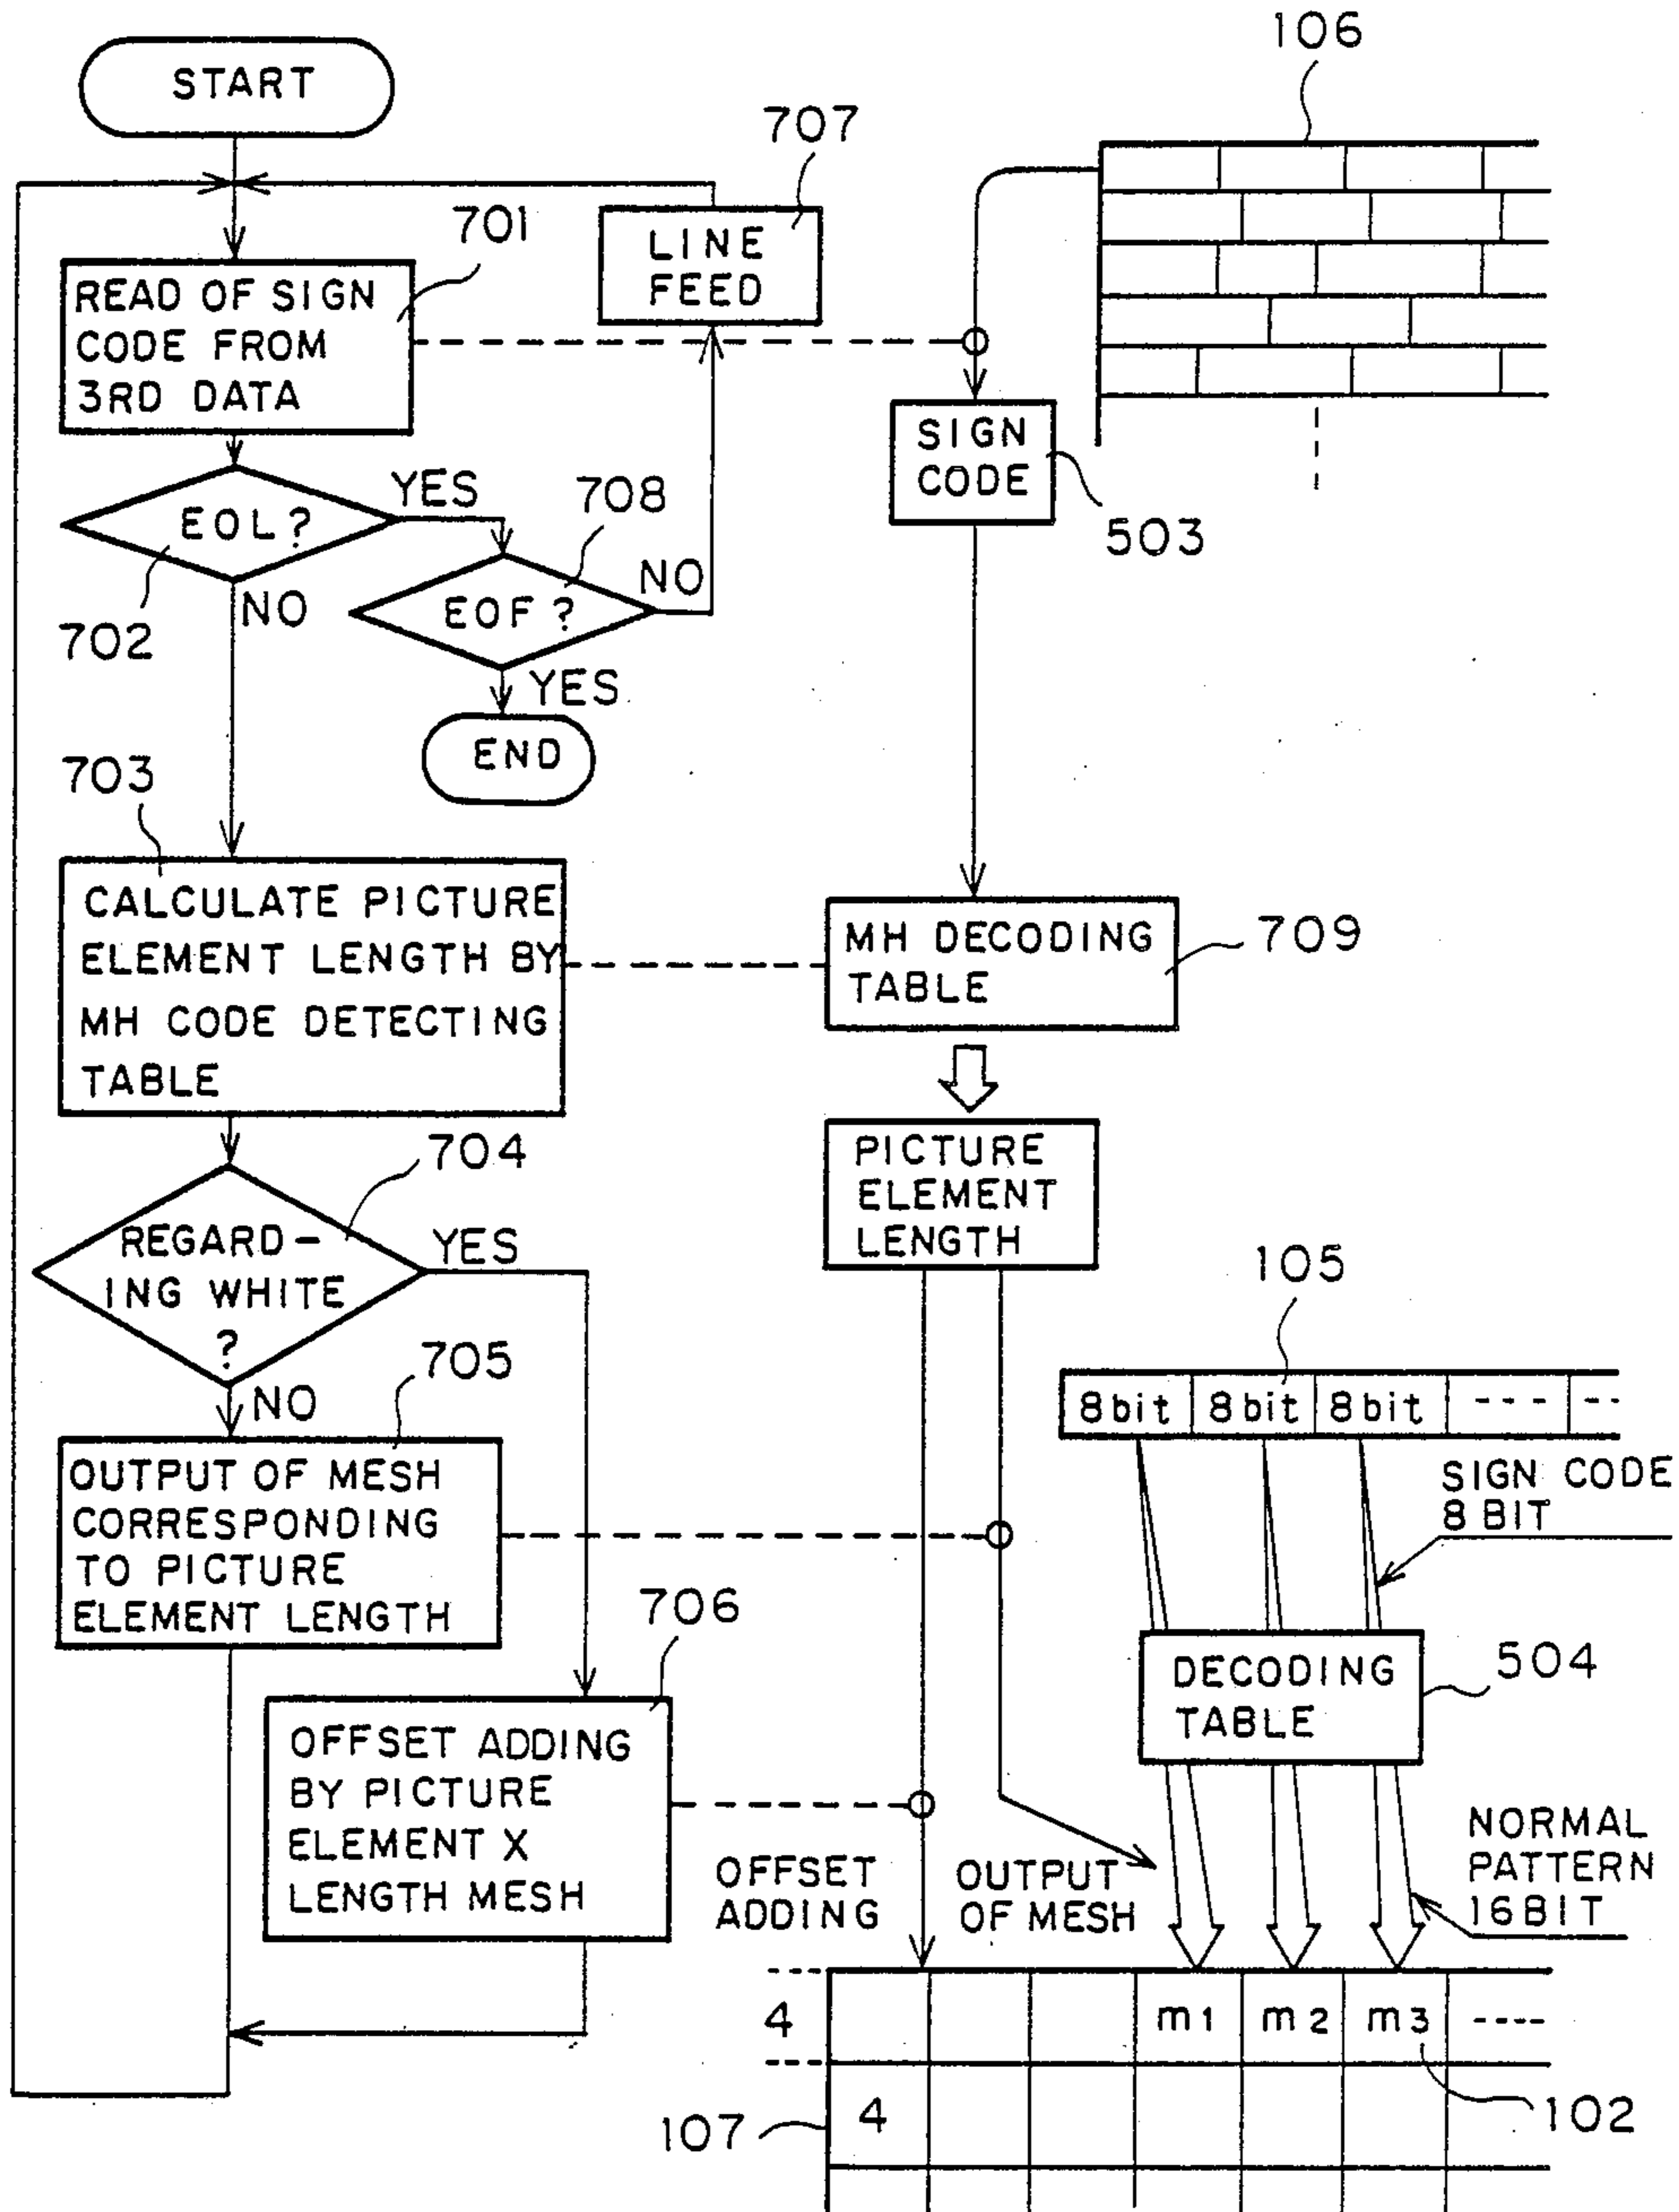 START
106
707
701
LINE
FEED
READ OF SIGN
CODE FROM
3RD DATA
SIGN
CODE
503
EOL?
YES
708
702
NO
EOF?
NO
YES
END
703
CALCULATE PICTURE
ELEMENT LENGTH BY
MH CODE DETECTING
TABLE
MH DECODING
TABLE
709
704
PICTURE
ELEMENT
LENGTH
REGARD-
ING WHITE
?
YES
NO
705
105
8bit 8bit 8bit ---- --
SIGN CODE
8 BIT
OUTPUT OF MESH
CORRESPONDING
TO PICTURE
ELEMENT LENGTH
706
DECODING
TABLE
504
OFFSET ADDING
BY PICTURE
ELEMENT X
LENGTH MESH
OFFSET
ADDING
OUTPUT
OF MESH
NORMAL
PATTERN
16BIT
4
m1 m2 m3 ----
4
107
102